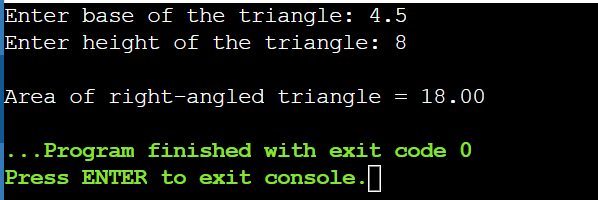 Enter base of the triangle: 4.5
Enter height of the triangle: 8
Area of right-angled triangle = 18.00
...Program finished with exit code 0
Press ENTER to exit console.